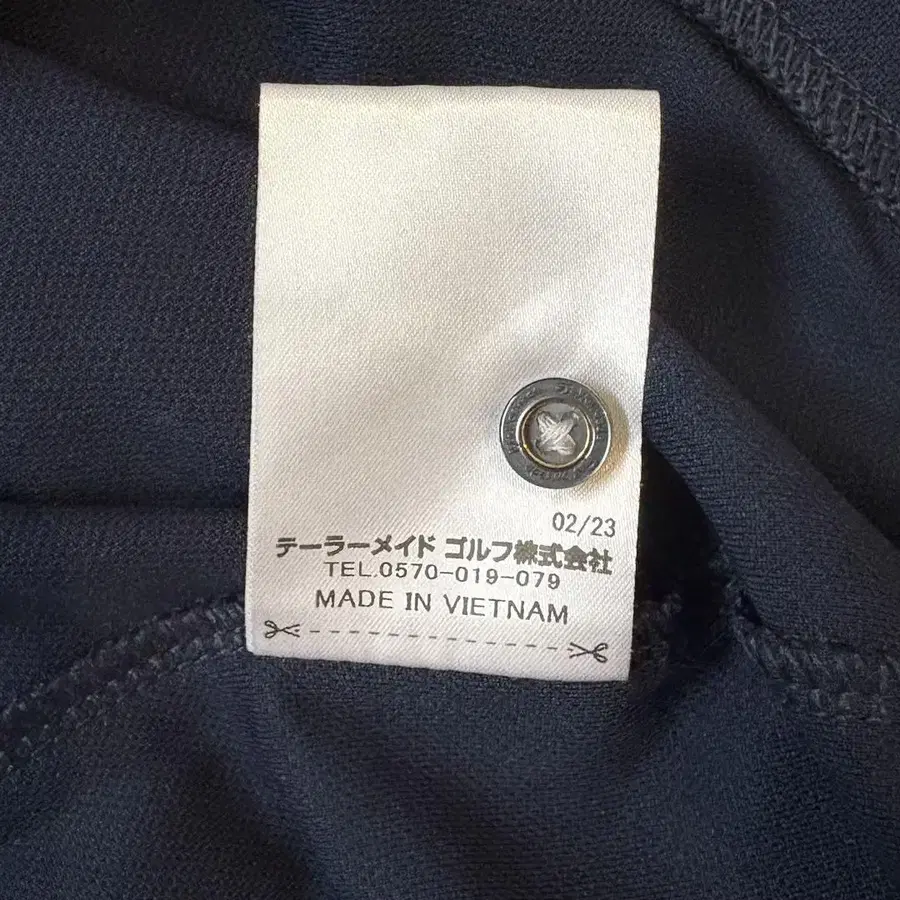 02/23
テーラーメイド ゴルフ株式会社
TEL.0570-019-079
MADE IN VIETNAM